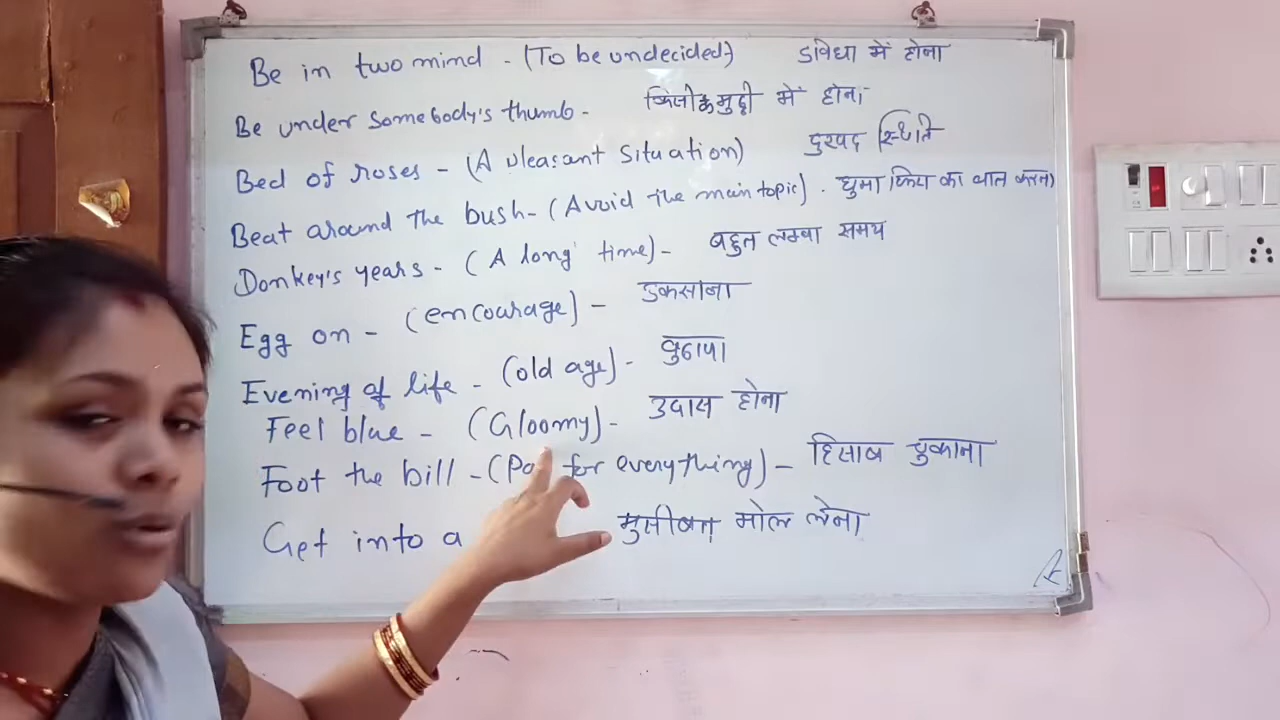 Be in two mind - (To be undecided) डुविधा में होना
Be under somebody's thumb - मुट्ठी में होना
Bed of roses - (A pleasant situation) दुखद स्थिति
Beat around the bush - (Avoid the main topic) - घुमा फिरा का बात करना)
Donkey's years - (A long time) - बहुत लम्बा समय
Egg on - (encourage) - उकसाना
Evening of life - (old age) - बुढापा
Feel blue - (Gloomy) - उदास होना
Foot the bill - (Pa for everything) - हिसाब चुकाना
Get into a मुसीबत मोल लेना